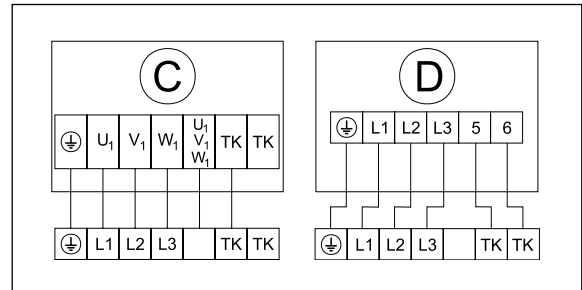 C
U1 V1 W1 U1 V1 W1 TK TK
L1 L2 L3 TK TK
D
L1 L2 L3 5 6
L1 L2 L3 TK TK